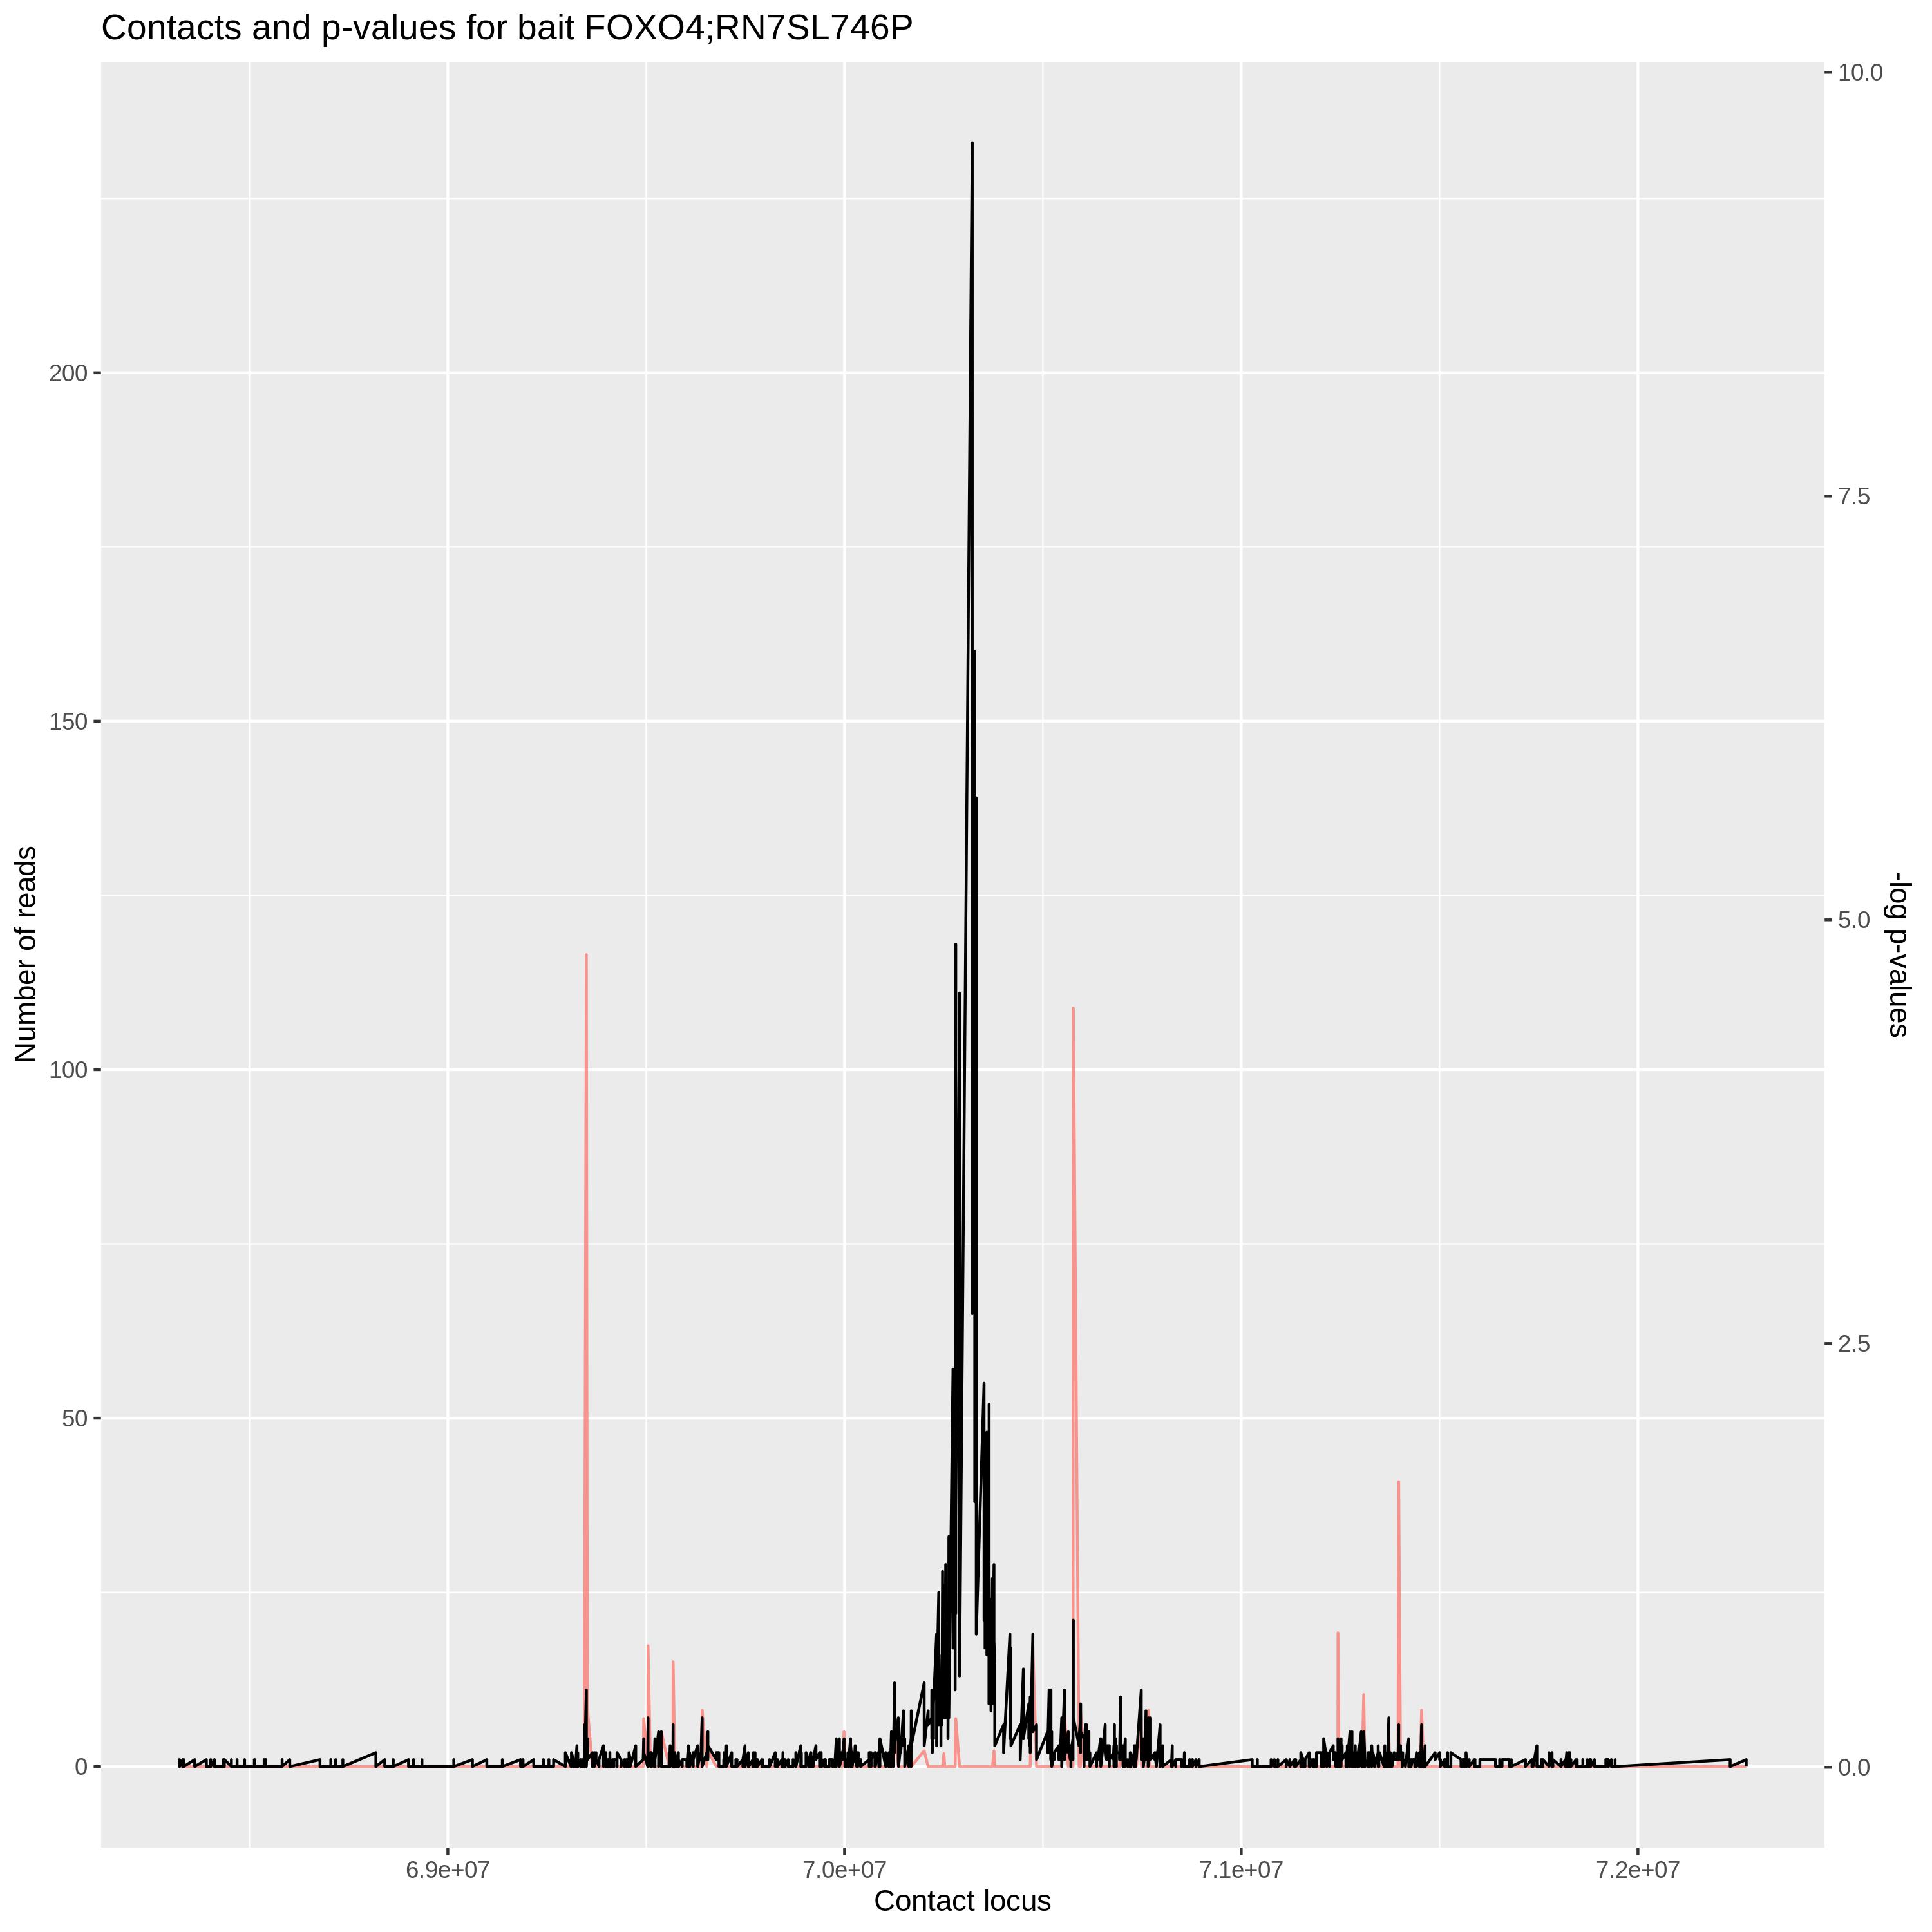 Contacts and p-values for bait FOXO4;RN7SL746P
Number of reads
200
150
100
50
0
10.0
7.5
5.0
2.5
0.0
-log p-values
6.9e+07
7.0e+07
7.1e+07
7.2e+07
Contact locus